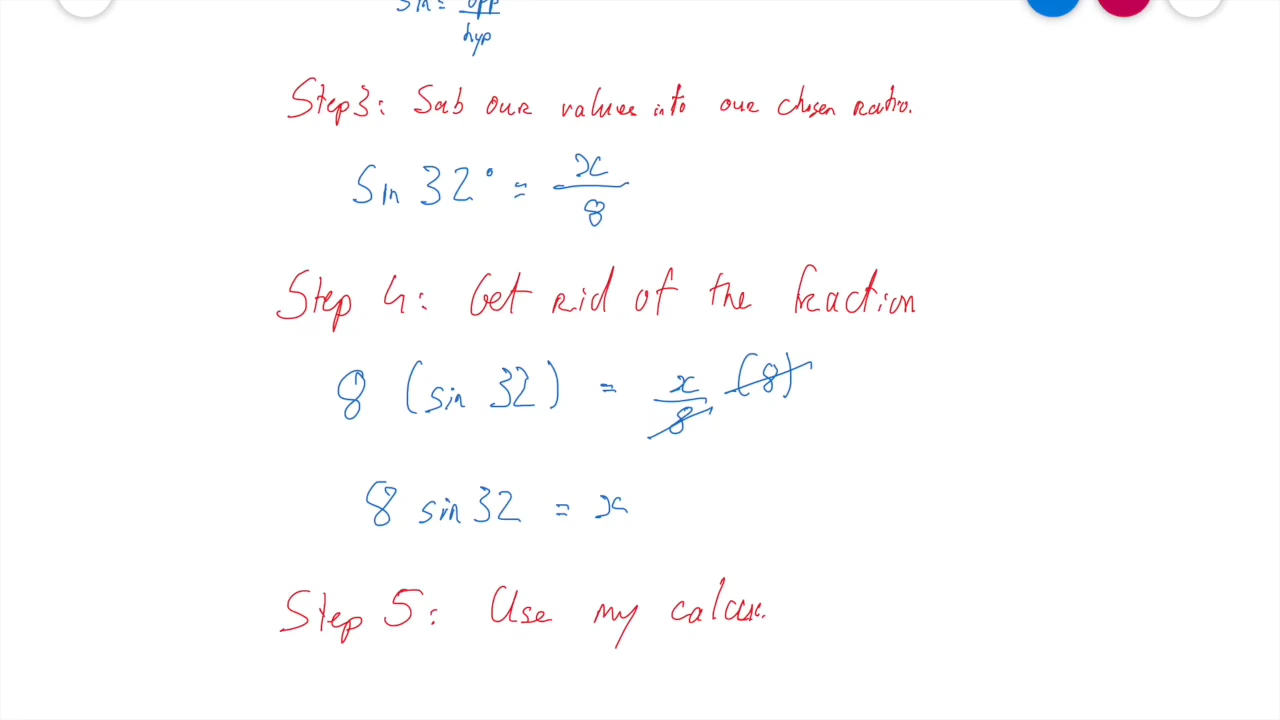 Sin = opp
hyp
Step 3: Sub our values into our chosen ratio.
Sin 32° = x
8
Step 4: Get rid of the fraction
8 (sin 32) = x (8)
8
8 sin 32 = x
Step 5: Use my